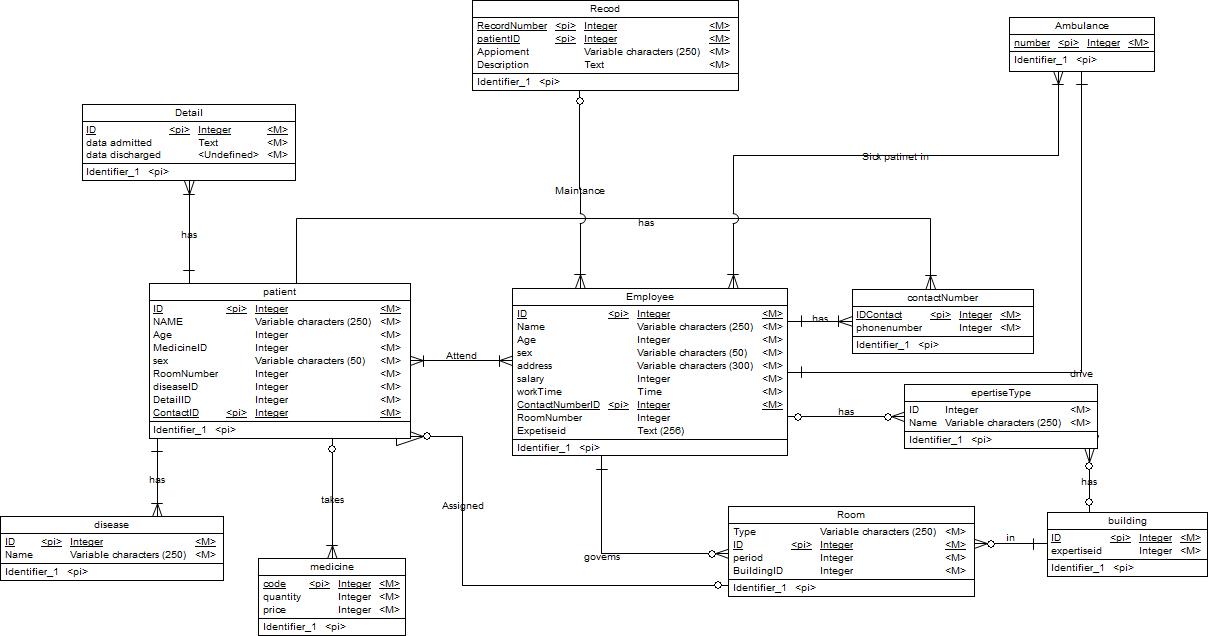 Recod
RecordNumber <pi> Integer <M>
patientID <pi> Integer <M>
Appioment Variable characters (250) <M>
Description Text <M>
Identifier_1 <pi>
Ambulance
number <pi> Integer <M>
Identifier_1 <pi>
Detail
ID <pi> Integer <M>
data admitted Text <M>
data discharged <Undefined> <M>
Identifier_1 <pi>
Sick patinet in
Maintance
has
has
patient
ID <pi> Integer <M>
NAME Variable characters (250) <M>
Age Integer <M>
MedicineID Integer <M>
sex Variable characters (50) <M>
RoomNumber Integer <M>
diseaseID Integer <M>
DetailID Integer <M>
ContactID <pi> Integer <M>
Identifier_1 <pi>
Attend
Employee
ID <pi> Integer <M>
Name Variable characters (250) <M>
Age Integer <M>
sex Variable characters (50) <M>
address Variable characters (300) <M>
salary Integer <M>
workTime Time <M>
ContactNumberID <pi> Integer <M>
RoomNumber Integer
Expetiseid Text (256)
Identifier_1 <pi>
has
contactNumber
IDContact <pi> Integer <M>
phonenumber Integer <M>
Identifier_1 <pi>
drive
has
epertiseType
ID Integer <M>
Name Variable characters (250) <M>
Identifier_1 <pi>
has
has
takes
Assigned
disease
ID <pi> Integer <M>
Name Variable characters (250) <M>
Identifier_1 <pi>
medicine
code <pi> Integer <M>
quantity Integer <M>
price Integer <M>
Identifier_1 <pi>
governs
Room
Type Variable characters (250) <M>
ID <pi> Integer <M>
period Integer <M>
BuildingID Integer <M>
Identifier_1 <pi>
in
building
ID <pi> Integer <M>
expertiseid Integer <M>
Identifier_1 <pi>